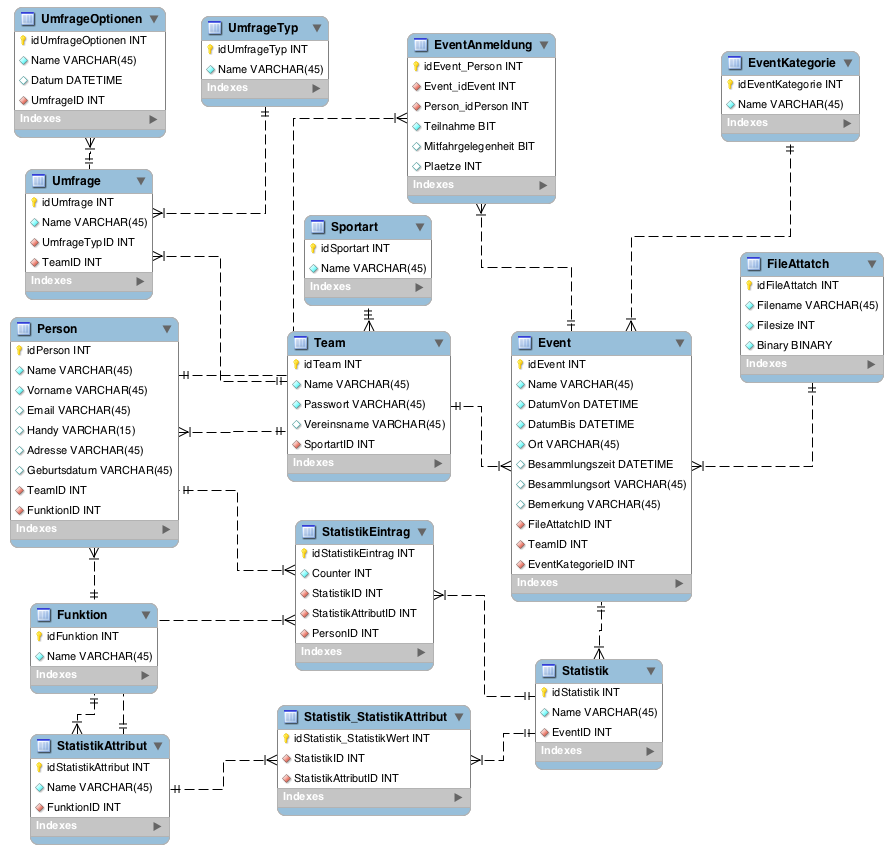 UmfrageOptionen
idUmfrageOptionen INT
Name VARCHAR(45)
Datum DATETIME
UmfrageID INT
Indexes
UmfrageTyp
idUmfrageTyp INT
Name VARCHAR(45)
Indexes
EventAnmeldung
idEvent_Person INT
Event_idEvent INT
Person_idPerson INT
Teilnahme BIT
Mitfahrgelegenheit BIT
Plaetze INT
Indexes
EventKategorie
idEventKategorie INT
Name VARCHAR(45)
Indexes
Umfrage
idUmfrage INT
Name VARCHAR(45)
UmfrageTypID INT
TeamID INT
Indexes
Sportart
idSportart INT
Name VARCHAR(45)
Indexes
FileAttatch
idFileAttatch INT
Filename VARCHAR(45)
Filesize INT
Binary BINARY
Indexes
Person
idPerson INT
Name VARCHAR(45)
Vorname VARCHAR(45)
Email VARCHAR(45)
Handy VARCHAR(15)
Adresse VARCHAR(45)
Geburtsdatum VARCHAR(45)
TeamID INT
FunktionID INT
Indexes
Team
idTeam INT
Name VARCHAR(45)
Passwort VARCHAR(45)
Vereinsname VARCHAR(45)
SportartID INT
Indexes
Event
idEvent INT
Name VARCHAR(45)
DatumVon DATETIME
DatumBis DATETIME
Ort VARCHAR(45)
Besammlungszeit DATETIME
Besammlungsort VARCHAR(45)
Bemerkung VARCHAR(45)
FileAttatchID INT
TeamID INT
EventKategorieID INT
Indexes
StatistikEintrag
idStatistikEintrag INT
Counter INT
StatistikID INT
StatistikAttributID INT
PersonID INT
Indexes
Funktion
idFunktion INT
Name VARCHAR(45)
Indexes
Statistik
idStatistik INT
Name VARCHAR(45)
EventID INT
Indexes
Statistik_StatistikAttribut
idStatistik_StatistikWert INT
StatistikID INT
StatistikAttributID INT
Indexes
StatistikAttribut
idStatistikAttribut INT
Name VARCHAR(45)
FunktionID INT
Indexes